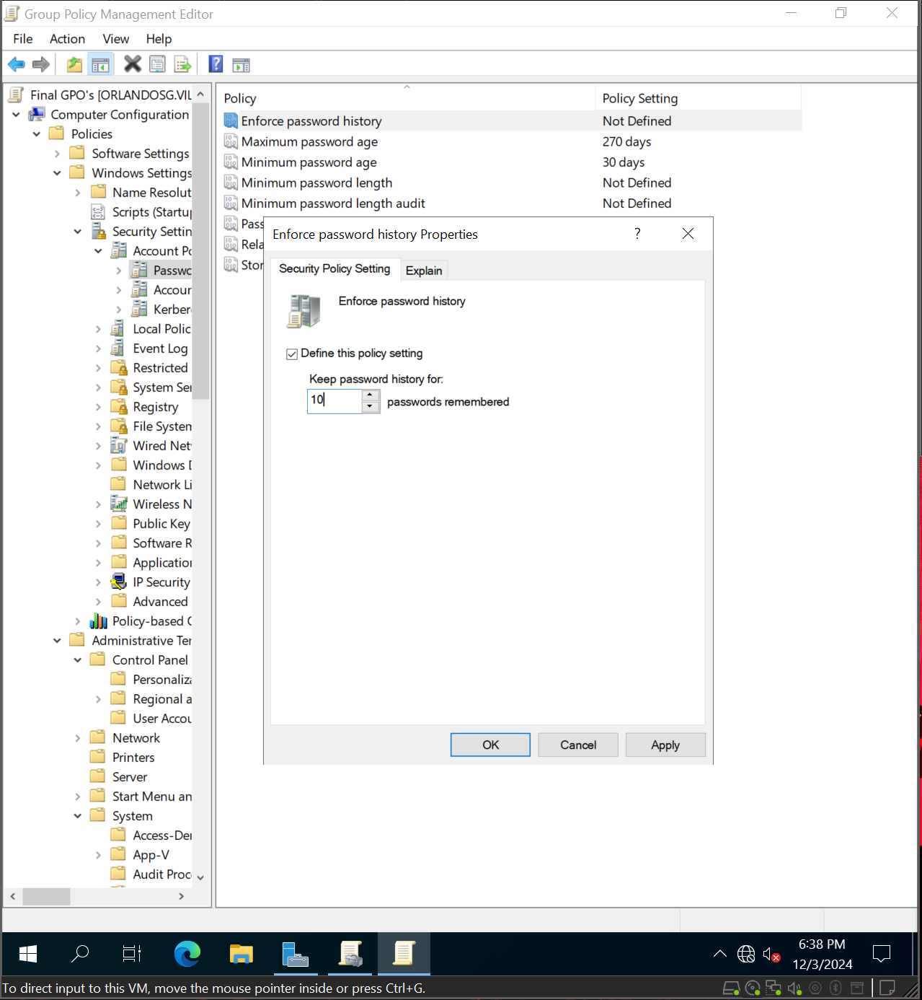 Group Policy Management Editor
File Action View Help
Final GPO's [ORLANDOSG.VIL
Computer Configuration
Policies
Software Settings
Windows Settings
Name Resolut
Scripts (Startu
Security Settin
Account Po
Passwo
Accour
Kerber
Local Polic
Event Log
Restricted
System Ser
Registry
File System
Wired Net
Windows D
Network Li
Wireless N
Public Key
Software R
Application
IP Security
Advanced
Policy-based Q
Administrative Ter
Control Panel
Personaliza
Regional a
User Accou
Network
Printers
Server
Start Menu an
System
Access-Der
App-V
Audit Proc
Policy Policy Setting
Enforce password history Not Defined
Maximum password age 270 days
Minimum password age 30 days
Minimum password length Not Defined
Minimum password length audit Not Defined
Pass
Rela
Stor
Enforce password history Properties
?
Security Policy Setting Explain
Enforce password history
Define this policy setting
Keep password history for:
10 passwords remembered
OK Cancel Apply
6:38 PM
12/3/2024
To direct input to this VM, move the mouse pointer inside or press Ctrl+G.